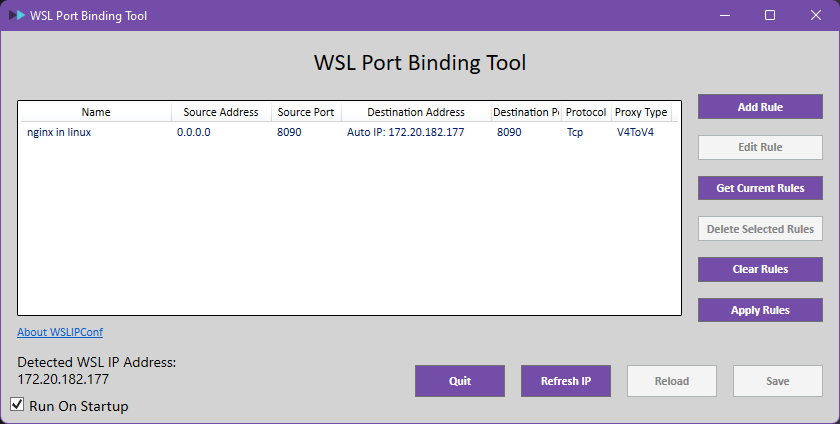 WSL Port Binding Tool
WSL Port Binding Tool
Name Source Address Source Port Destination Address Destination Po Protocol Proxy Type
nginx in linux 0.0.0.0 8090 Auto IP: 172.20.182.177 8090 Tcp V4ToV4
Add Rule
Edit Rule
Get Current Rules
Delete Selected Rules
Clear Rules
Apply Rules
About WSLIPConf
Detected WSL IP Address:
172.20.182.177
Run On Startup
Quit Refresh IP Reload Save